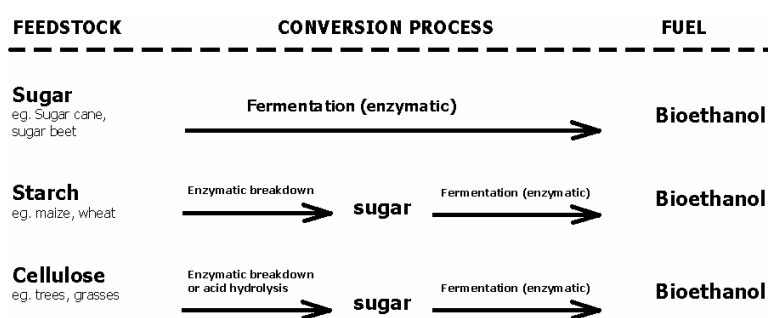 FEEDSTOCK CONVERSION PROCESS FUEL
Sugar
eg. Sugar cane,
sugar beet
Fermentation (enzymatic)
Bioethanol
Starch
eg. maize, wheat
Enzymatic breakdown
sugar
Fermentation (enzymatic)
Bioethanol
Cellulose
eg. trees, grasses
Enzymatic breakdown
or acid hydrolysis
sugar
Fermentation (enzymatic)
Bioethanol